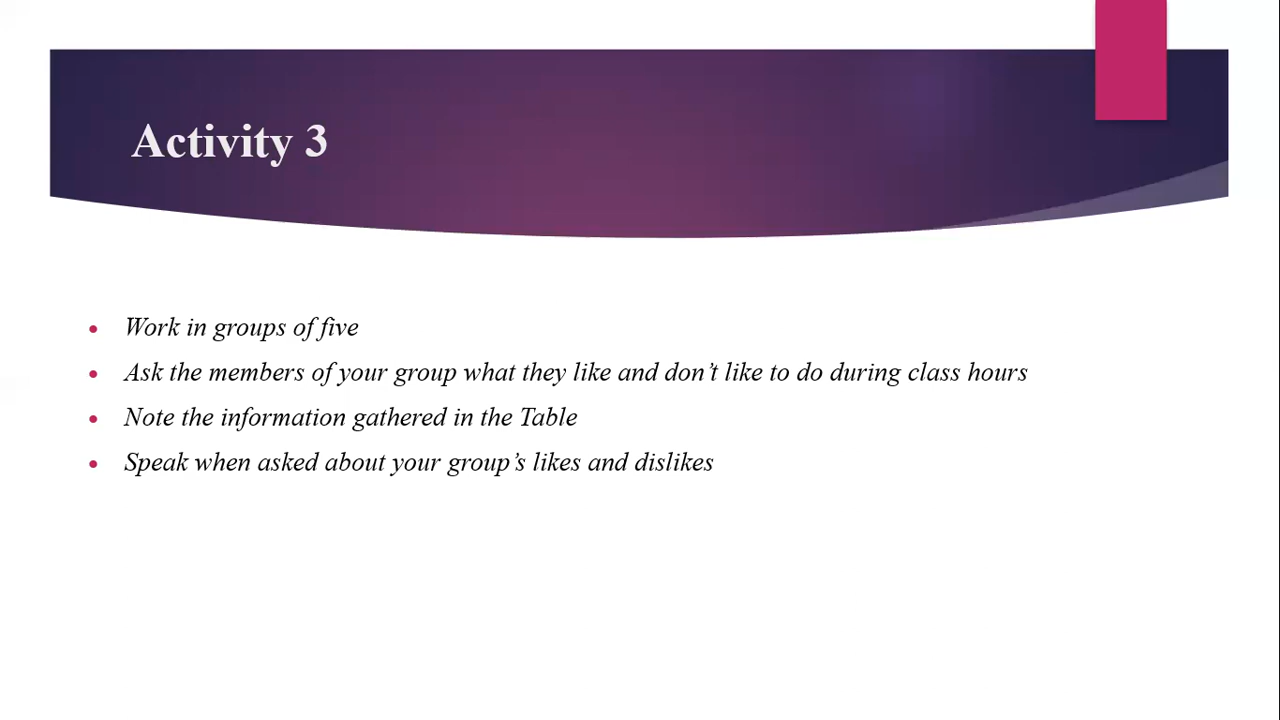 Activity 3
• Work in groups of five
• Ask the members of your group what they like and don’t like to do during class hours
• Note the information gathered in the Table
• Speak when asked about your group’s likes and dislikes